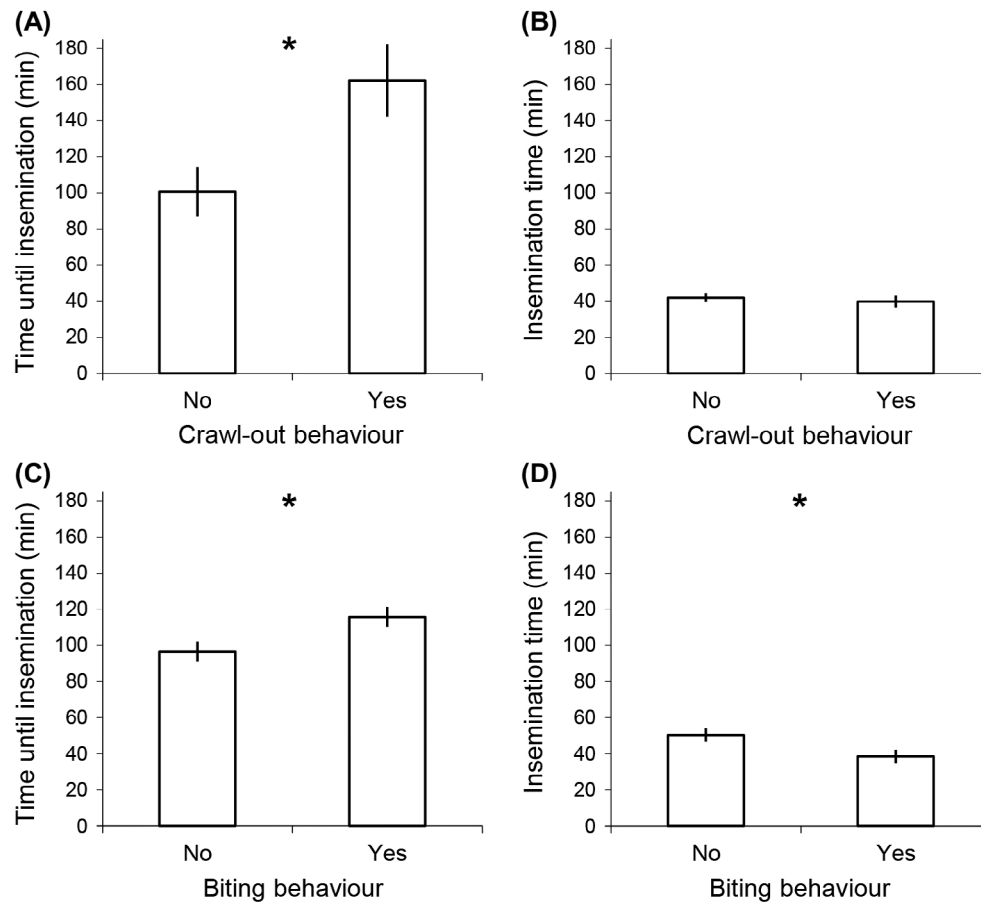 (A)
*
Time until insemination (min)
180
160
140
120
100
80
60
40
20
0
No
Yes
Crawl-out behaviour
(B)
Insemination time (min)
180
160
140
120
100
80
60
40
20
0
No
Yes
Crawl-out behaviour
(C)
*
Time until insemination (min)
180
160
140
120
100
80
60
40
20
0
No
Yes
Biting behaviour
(D)
*
Insemination time (min)
180
160
140
120
100
80
60
40
20
0
No
Yes
Biting behaviour